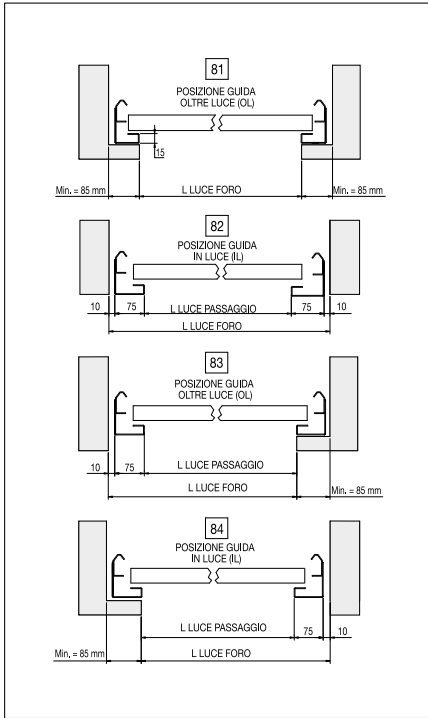 81
POSIZIONE GUIDA
OLTRE LUCE (OL)
15
Min. = 85 mm L LUCE FORO Min. = 85 mm
82
POSIZIONE GUIDA
IN LUCE (IL)
10 75 L LUCE PASSAGGIO 75 10
L LUCE FORO
83
POSIZIONE GUIDA
OLTRE LUCE (OL)
10 75 L LUCE PASSAGGIO
L LUCE FORO Min. = 85 mm
84
POSIZIONE GUIDA
IN LUCE (IL)
L LUCE PASSAGGIO 75 10
Min. = 85 mm L LUCE FORO